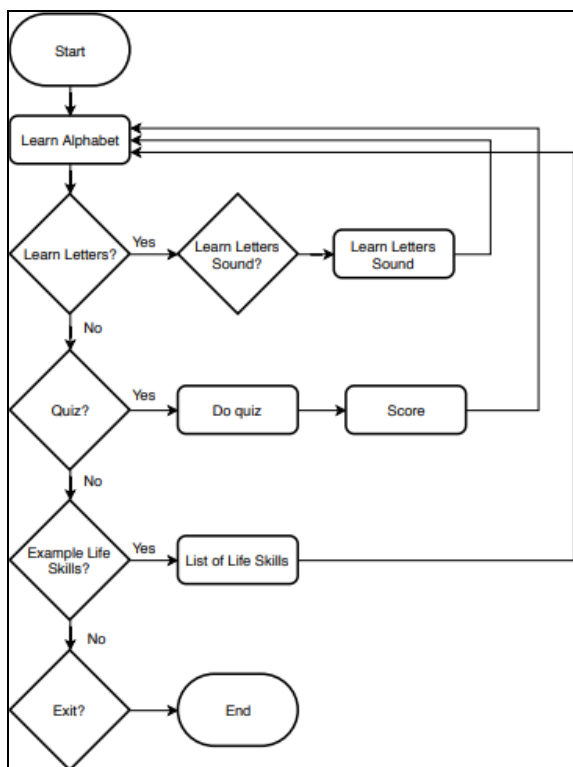 Start
Learn Alphabet
Learn Letters?
Yes
Learn Letters
Sound?
Learn Letters
Sound
No
Quiz?
Yes
Do quiz
Score
No
Example Life
Skills?
Yes
List of Life Skills
No
Exit?
End